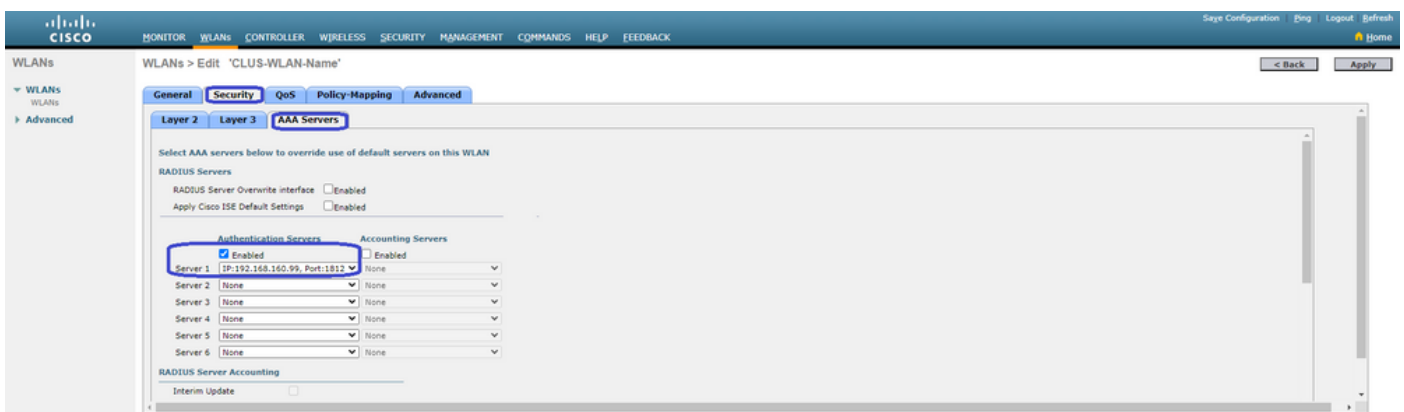 Save Configuration Ping Logout Refresh
CISCO MONITOR WLANs CONTROLLER WIRELESS SECURITY MANAGEMENT COMMANDS HELP FEEDBACK Home
WLANs WLANs > Edit 'CLUS-WLAN-Name' < Back Apply
WLANs
WLANs
Advanced
General Security QoS Policy-Mapping Advanced
Layer 2 Layer 3 AAA Servers
Select AAA servers below to override use of default servers on this WLAN
RADIUS Servers
RADIUS Server Overwrite interface Enabled
Apply Cisco ISE Default Settings Enabled
Authentication Servers Accounting Servers
Enabled Enabled
Server 1 IP:192.168.160.99, Port:1812 None
Server 2 None None
Server 3 None None
Server 4 None None
Server 5 None None
Server 6 None None
RADIUS Server Accounting
Interim Update